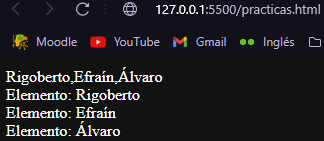 127.0.0.1:5500/practicas.html
Moodle YouTube Gmail Inglés
Rigoberto,Efraín,Álvaro
Elemento: Rigoberto
Elemento: Efraín
Elemento: Álvaro